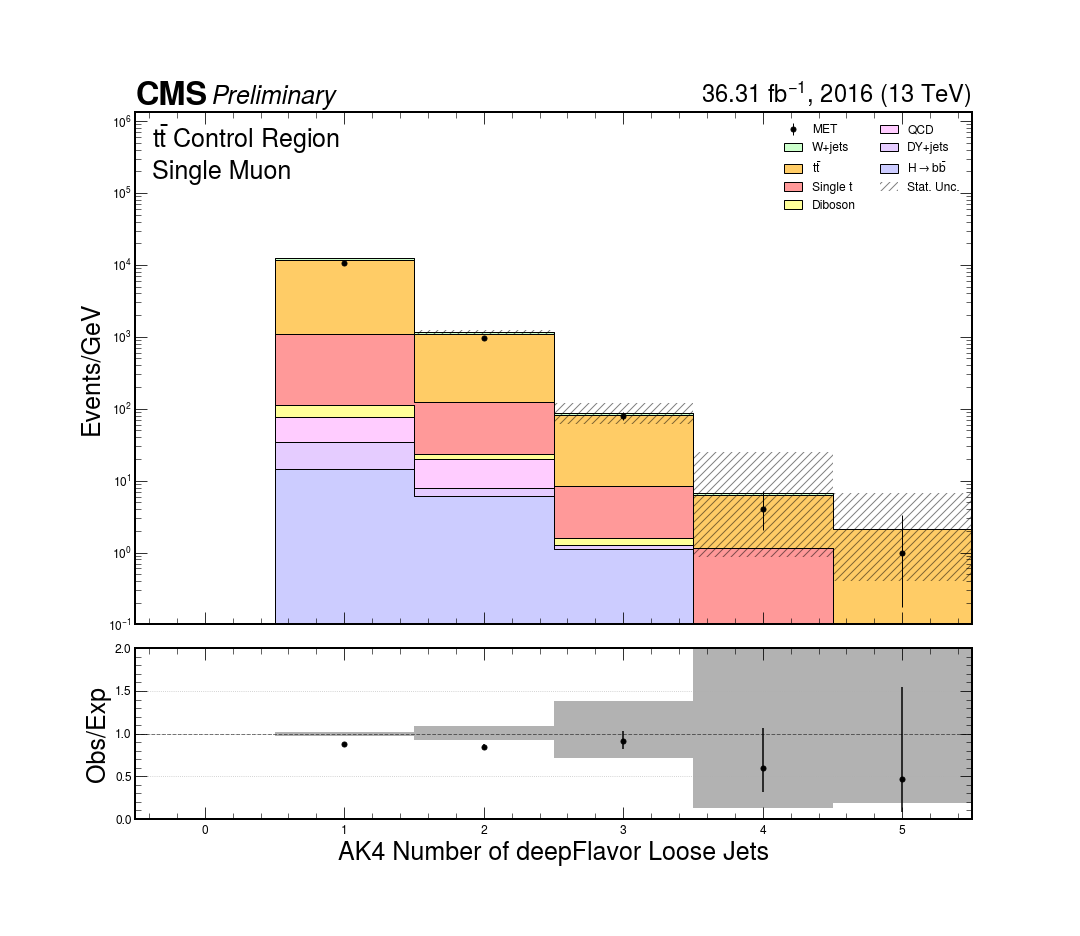 CMS Preliminary
36.31 fb⁻¹, 2016 (13 TeV)
tt̄ Control Region
Single Muon
MET
W+jets
tt̄
Single t
Diboson
QCD
DY+jets
H→bb̄
Stat. Unc.
Events/GeV
10⁶
10⁵
10⁴
10³
10²
10¹
10⁰
10⁻¹
Obs/Exp
2.0
1.5
1.0
0.5
0.0
0 1 2 3 4 5
AK4 Number of deepFlavor Loose Jets